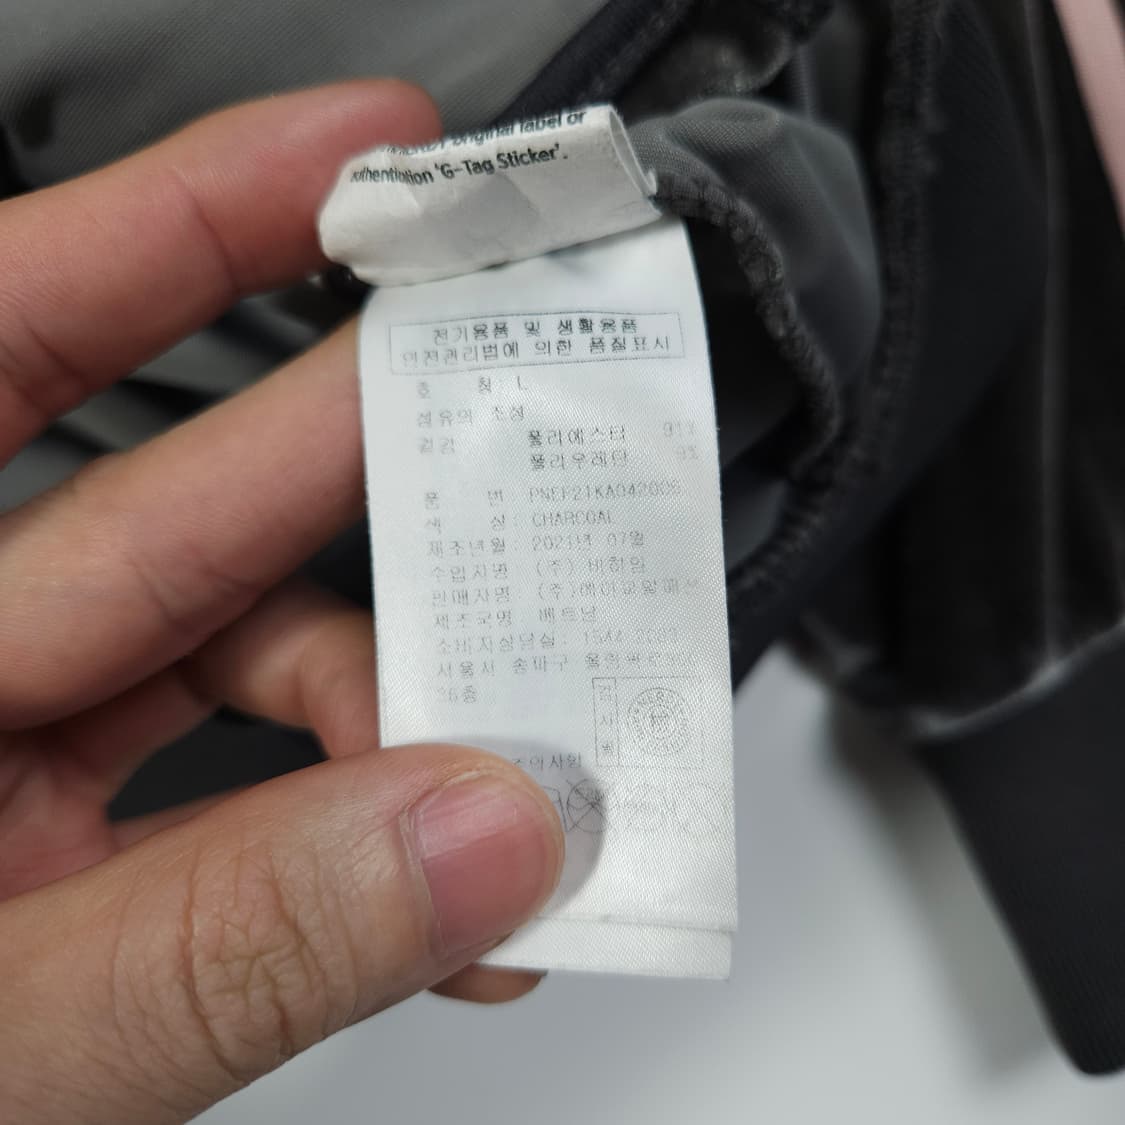 original label or
'G-Tag Sticker'.
전기용품 및 생활용품
안전관리법에 의한 품질표시
호 칭 L
섬유의 조성
겉감 폴리에스터 91%
폴리우레탄 9%
품 번
색 상: CHARCOAL
제조년월: 2021년 07월
수입자명 (주)
판매자명: (주)
제조국명 베트남
소비자상담실: 1544
서울시 송파구